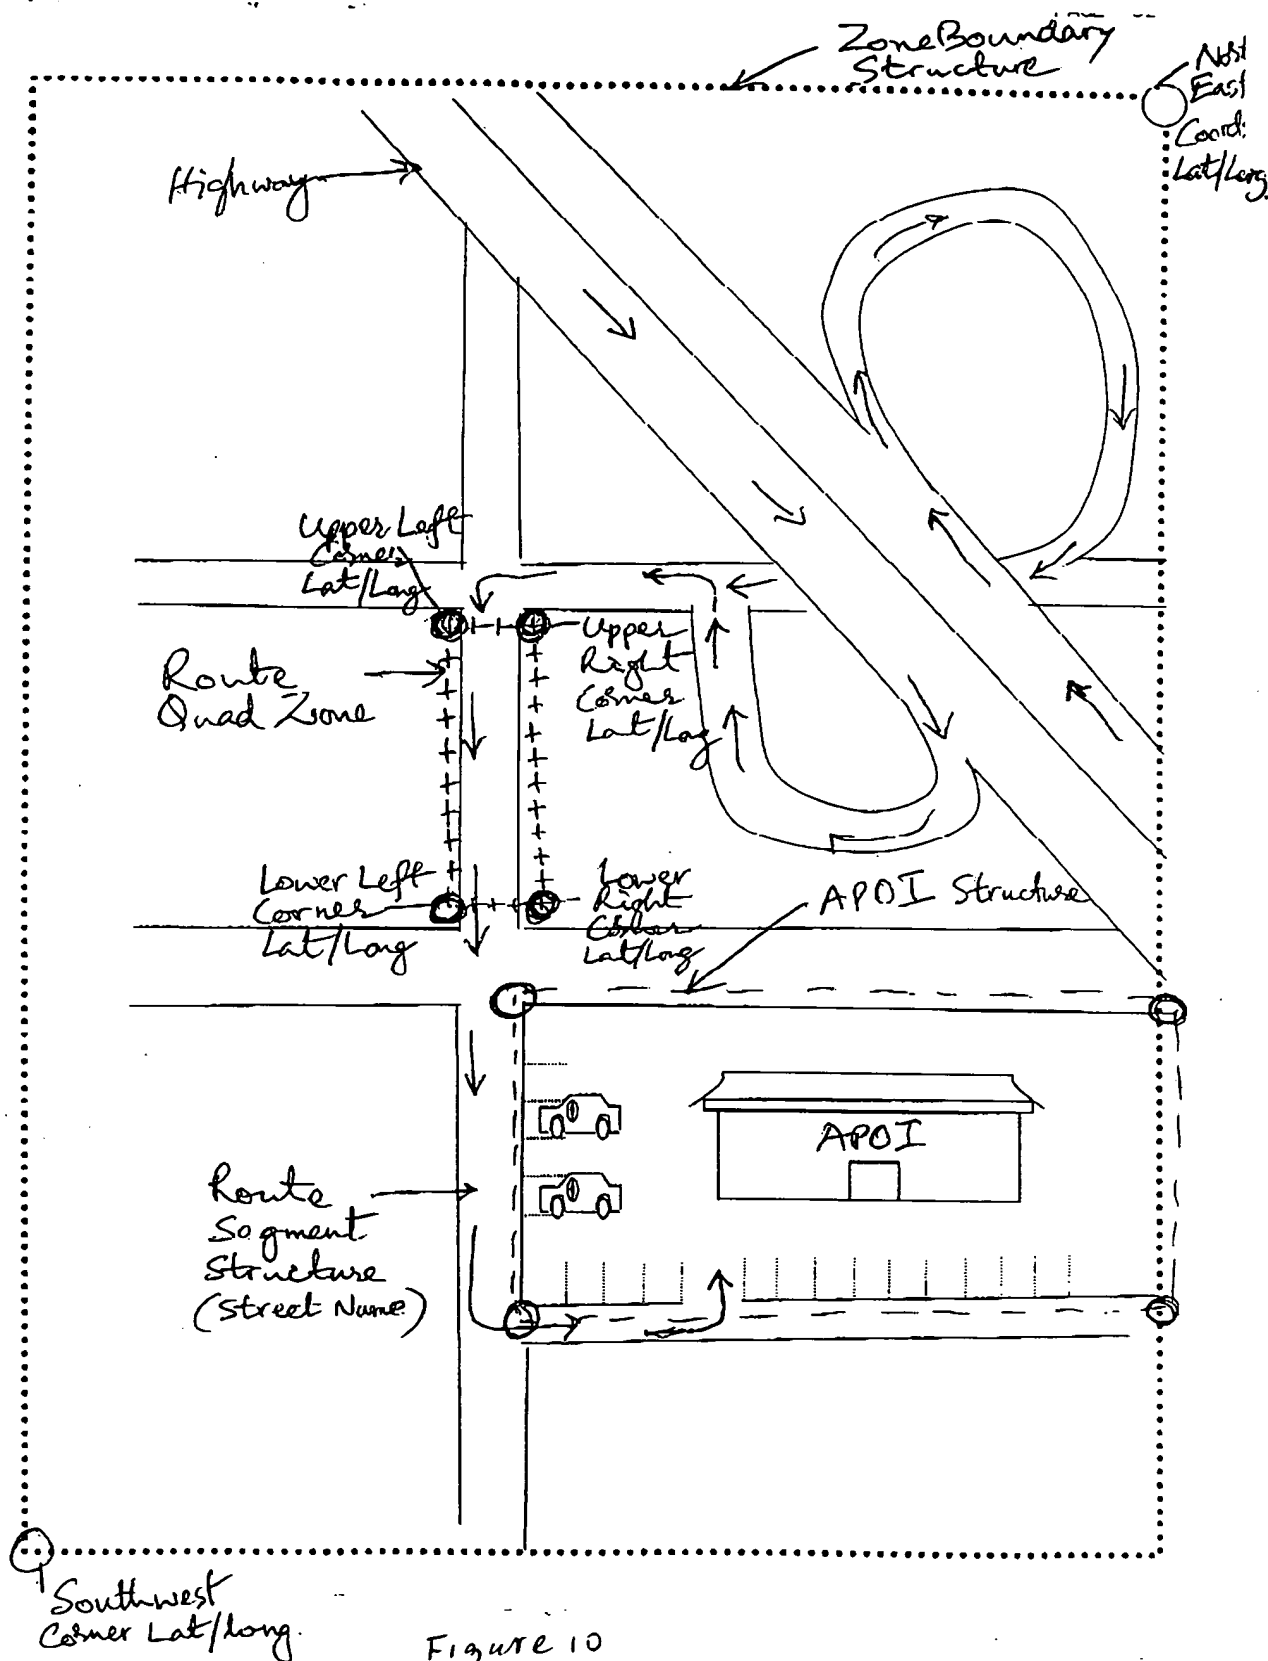 Zone Boundary
Structure
North
East
Coord:
Lat/Long.
Highway
Upper Left
Corner
Lat/Long
Upper
Right
Corner
Lat/Long
Route
Quad Zone
Lower Left
Corner
Lat/Long
Lower
Right
Corner
Lat/Long
APOI Structure
APOI
Route
Segment
Structure
(Street Name)
Southwest
Corner Lat/Long.
Figure 10